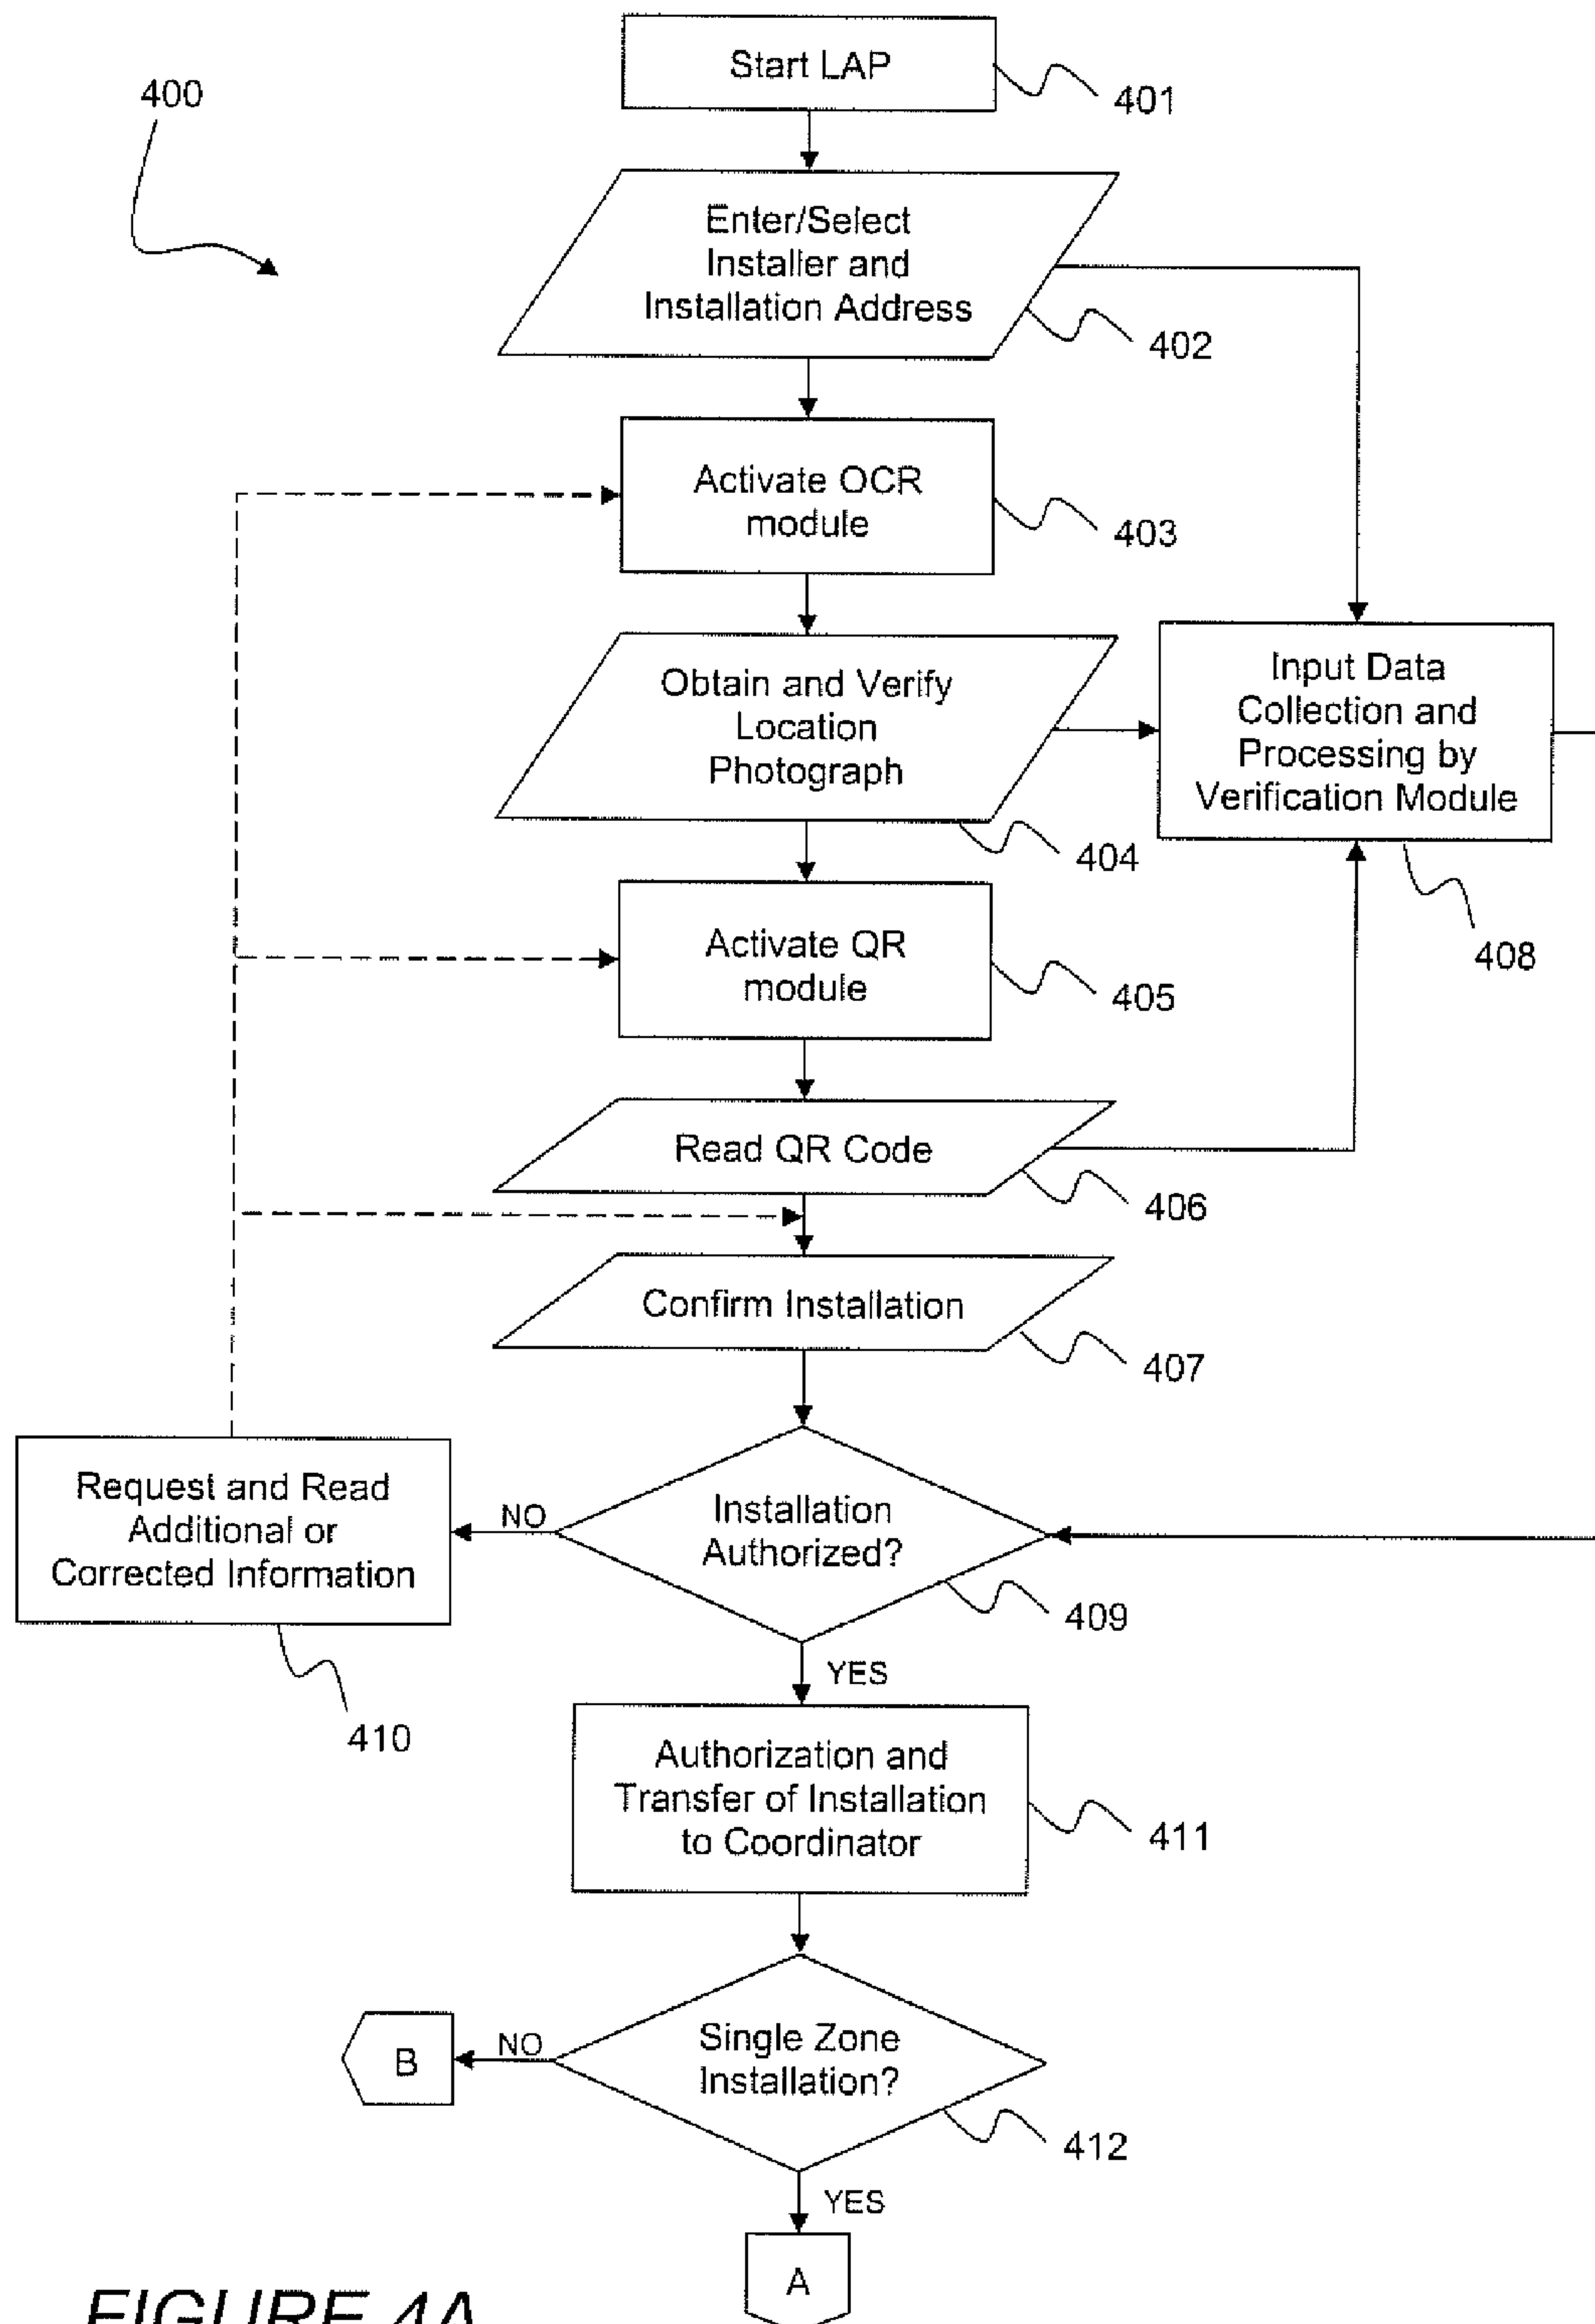 Start LAP
401
400
Enter/Select
Installer and
Installation Address
402
Activate OCR
module
403
Obtain and Verify
Location
Photograph
404
Input Data
Collection and
Processing by
Verification Module
408
Activate QR
module
405
Read QR Code
406
Confirm Installation
407
Request and Read
Additional or
Corrected Information
410
NO
Installation
Authorized?
409
YES
Authorization and
Transfer of Installation
to Coordinator
411
B
NO
Single Zone
Installation?
412
YES
A
FIGURE 4A